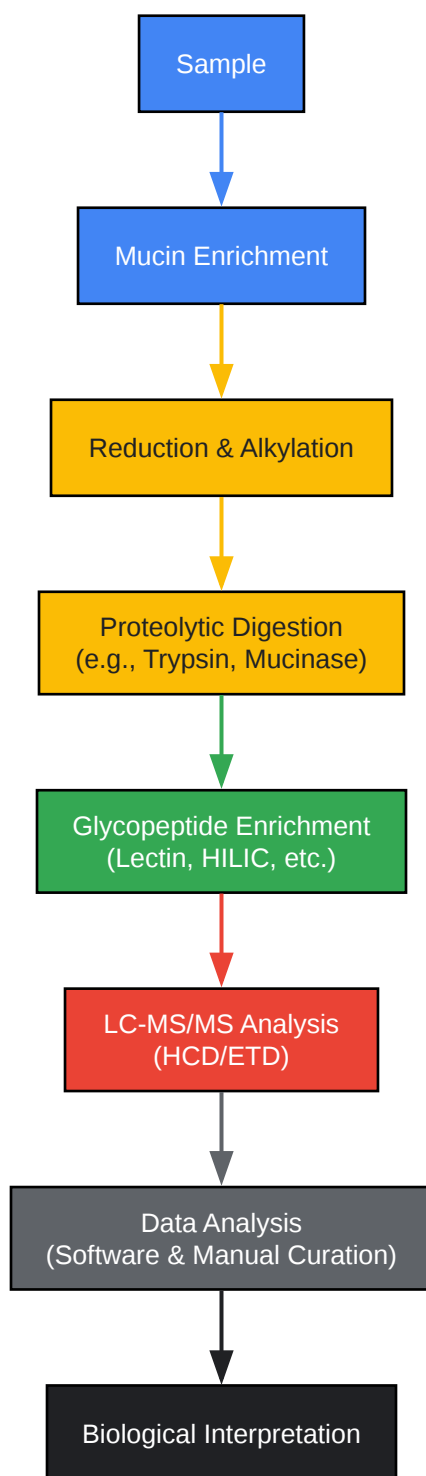 Sample
Mucin Enrichment
Reduction & Alkylation
Proteolytic Digestion
(e.g., Trypsin, Mucinase)
Glycopeptide Enrichment
(Lectin, HILIC, etc.)
LC-MS/MS Analysis
(HCD/ETD)
Data Analysis
(Software & Manual Curation)
Biological Interpretation